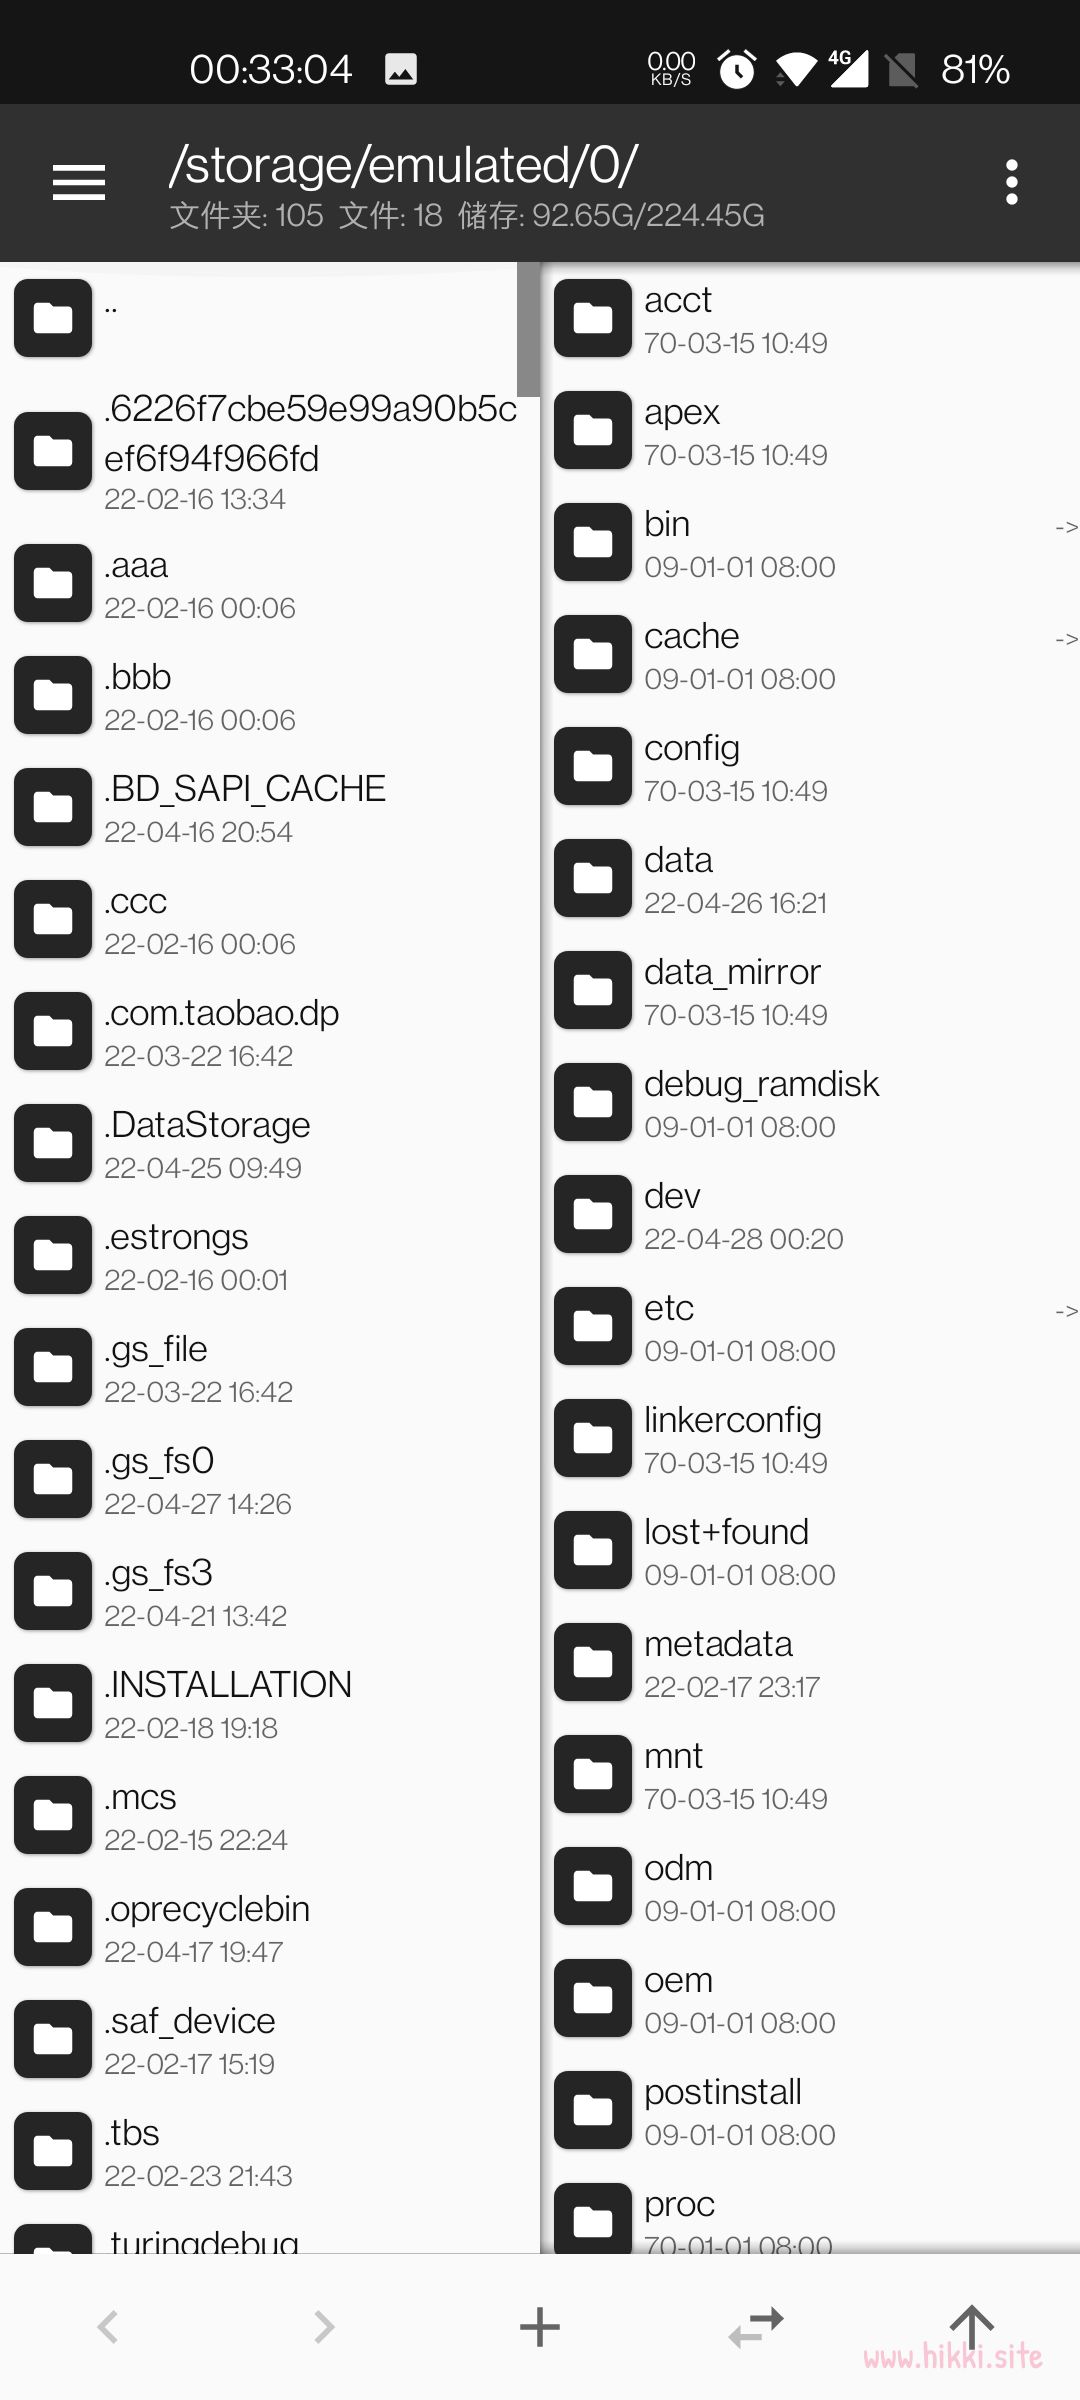 00:33:04
0.00
KB/S
4G
81%
/storage/emulated/0/
文件夹: 105 文件: 18 储存: 92.65G/224.45G
..
.6226f7cbe59e99a90b5c
ef6f94f966fd
22-02-16 13:34
.aaa
22-02-16 00:06
.bbb
22-02-16 00:06
.BD_SAPI_CACHE
22-04-16 20:54
.ccc
22-02-16 00:06
.com.taobao.dp
22-03-22 16:42
.DataStorage
22-04-25 09:49
.estrongs
22-02-16 00:01
.gs_file
22-03-22 16:42
.gs_fs0
22-04-27 14:26
.gs_fs3
22-04-21 13:42
.INSTALLATION
22-02-18 19:18
.mcs
22-02-15 22:24
.oprecyclebin
22-04-17 19:47
.saf_device
22-02-17 15:19
.tbs
22-02-23 21:43
.turingdebug
acct
70-03-15 10:49
apex
70-03-15 10:49
bin ->
09-01-01 08:00
cache ->
09-01-01 08:00
config
70-03-15 10:49
data
22-04-26 16:21
data_mirror
70-03-15 10:49
debug_ramdisk
09-01-01 08:00
dev
22-04-28 00:20
etc ->
09-01-01 08:00
linkerconfig
70-03-15 10:49
lost+found
09-01-01 08:00
metadata
22-02-17 23:17
mnt
70-03-15 10:49
odm
09-01-01 08:00
oem
09-01-01 08:00
postinstall
09-01-01 08:00
proc
70-01-01 08:00
www.hikki.site